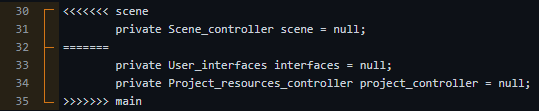 30 <<<<<<< scene
31 private Scene_controller scene = null;
32 =======
33 private User_interfaces interfaces = null;
34 private Project_resources_controller project_controller = null;
35 >>>>>>> main